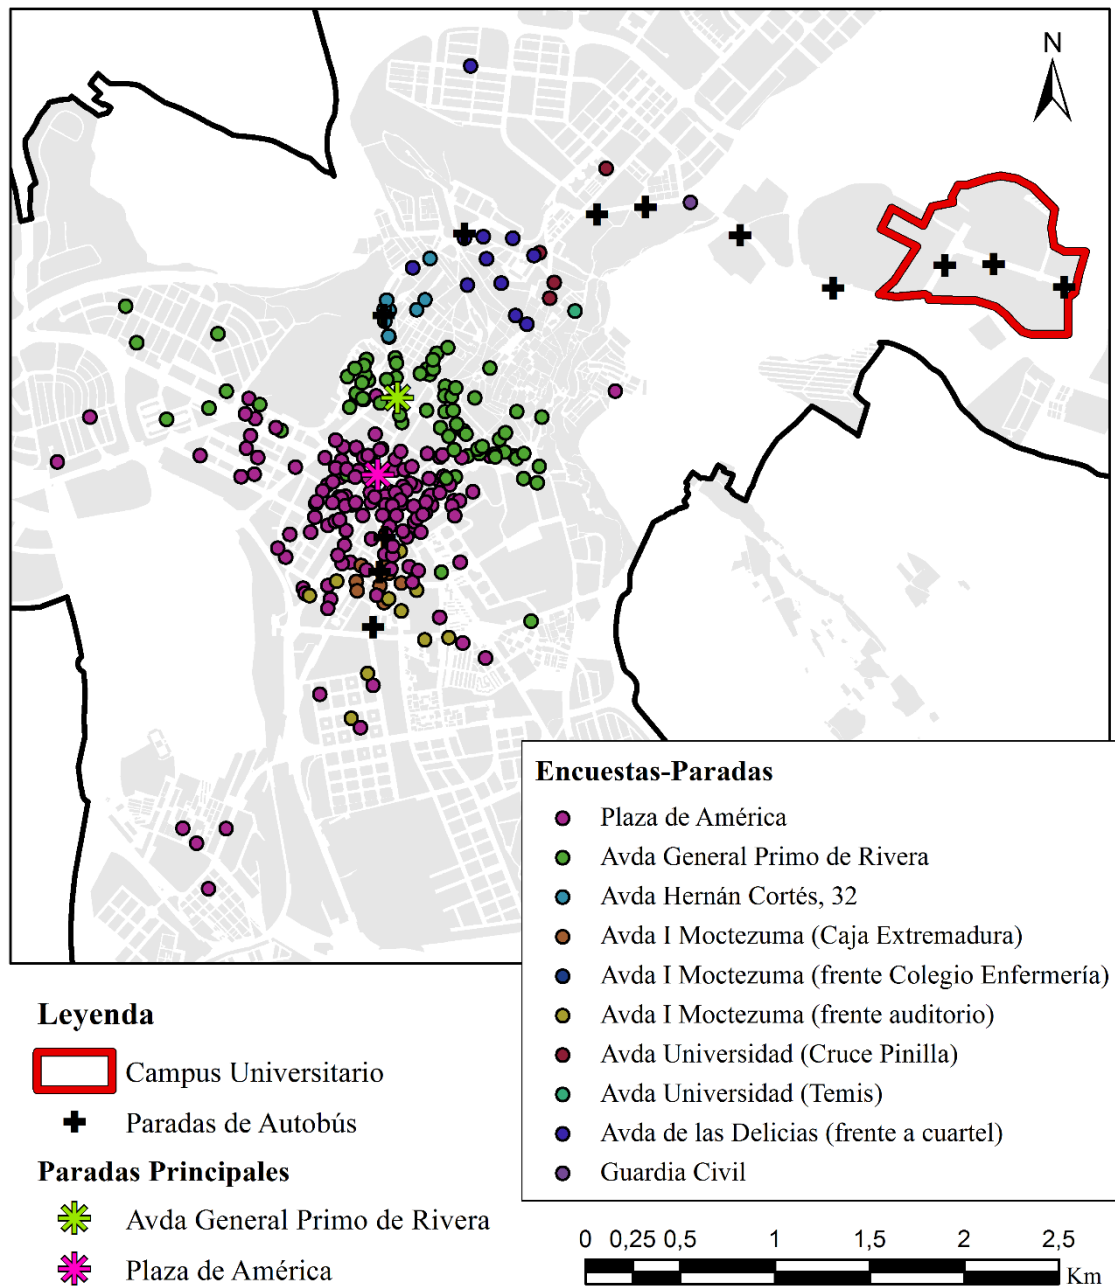 N
Encuestas-Paradas
Plaza de América
Avda General Primo de Rivera
Avda Hernán Cortés, 32
Avda I Moctezuma (Caja Extremadura)
Avda I Moctezuma (frente Colegio Enfermería)
Avda I Moctezuma (frente auditorio)
Avda Universidad (Cruce Pinilla)
Avda Universidad (Temis)
Avda de las Delicias (frente a cuartel)
Guardia Civil
Leyenda
Campus Universitario
Paradas de Autobús
Paradas Principales
Avda General Primo de Rivera
Plaza de América
0 0,25 0,5 1 1,5 2 2,5
Km